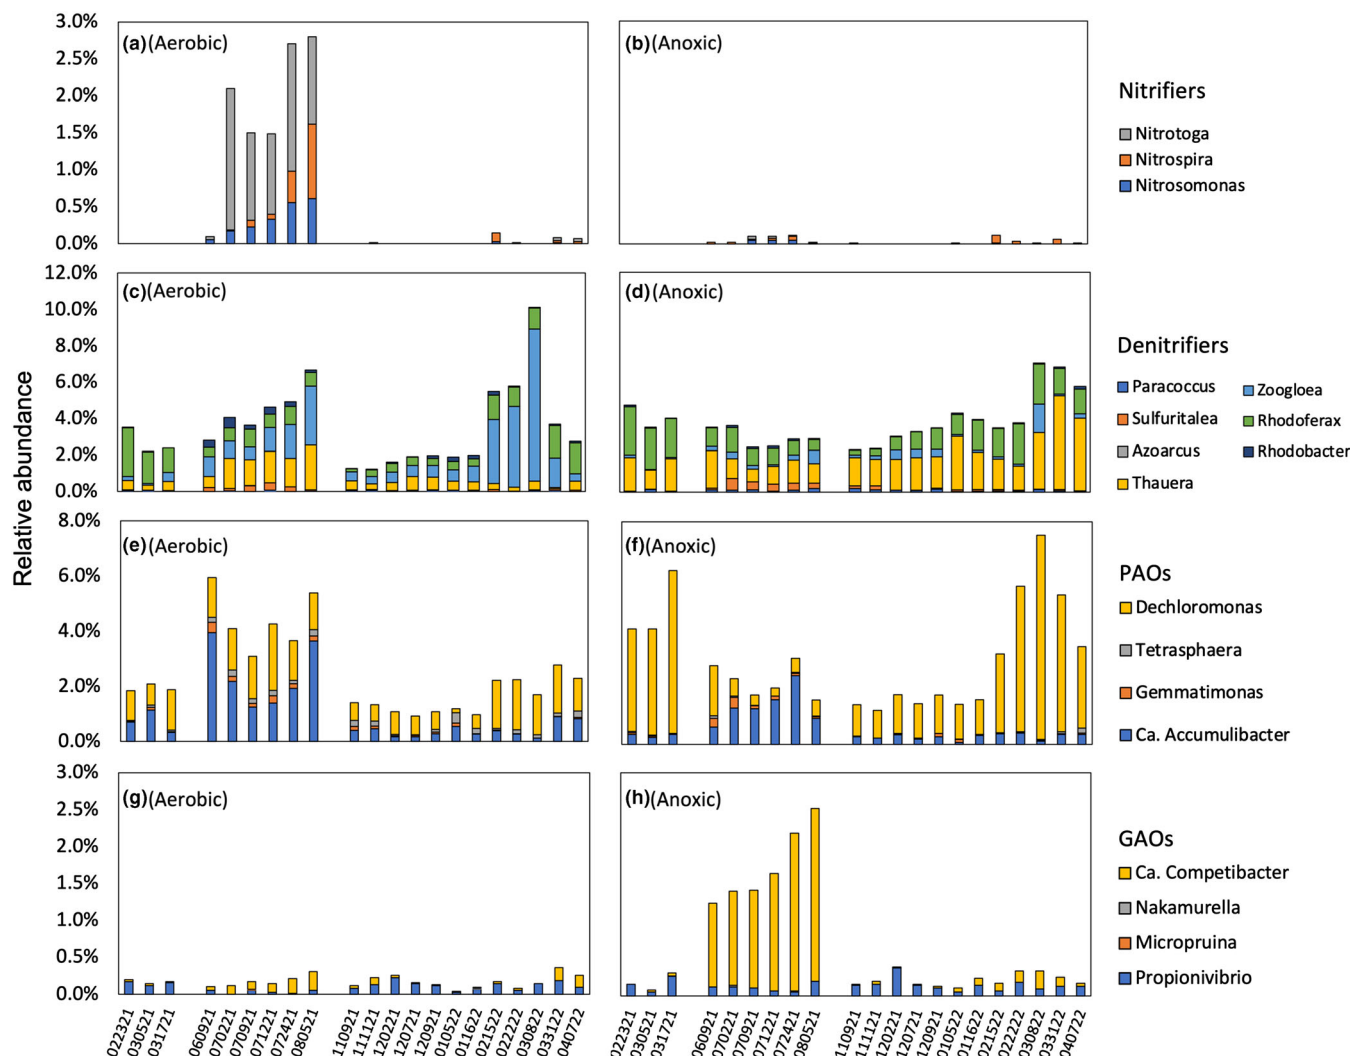 Relative abundance
3.0%
2.5%
2.0%
1.5%
1.0%
0.5%
0.0%
(a)(Aerobic)
(b)(Anoxic)
Nitrifiers
Nitrotoga
Nitrospira
Nitrosomonas
12.0%
10.0%
8.0%
6.0%
4.0%
2.0%
0.0%
(c)(Aerobic)
(d)(Anoxic)
Denitrifiers
Paracoccus
Sulfuritalea
Azoarcus
Thauera
Zoogloea
Rhodoferax
Rhodobacter
8.0%
6.0%
4.0%
2.0%
0.0%
(e)(Aerobic)
(f)(Anoxic)
PAOs
Dechloromonas
Tetrasphaera
Gemmatimonas
Ca. Accumulibacter
3.0%
2.5%
2.0%
1.5%
1.0%
0.5%
0.0%
(g)(Aerobic)
(h)(Anoxic)
GAOs
Ca. Competibacter
Nakamurella
Micropruina
Propionivibrio
022321
030521
031721
060921
070221
070921
071221
072421
080521
110921
111121
120221
120721
120921
010522
011622
021522
022222
030822
033122
040722
022321
030521
031721
060921
070221
070921
071221
072421
080521
110921
111121
120221
120721
120921
010522
011622
021522
022222
030822
033122
040722